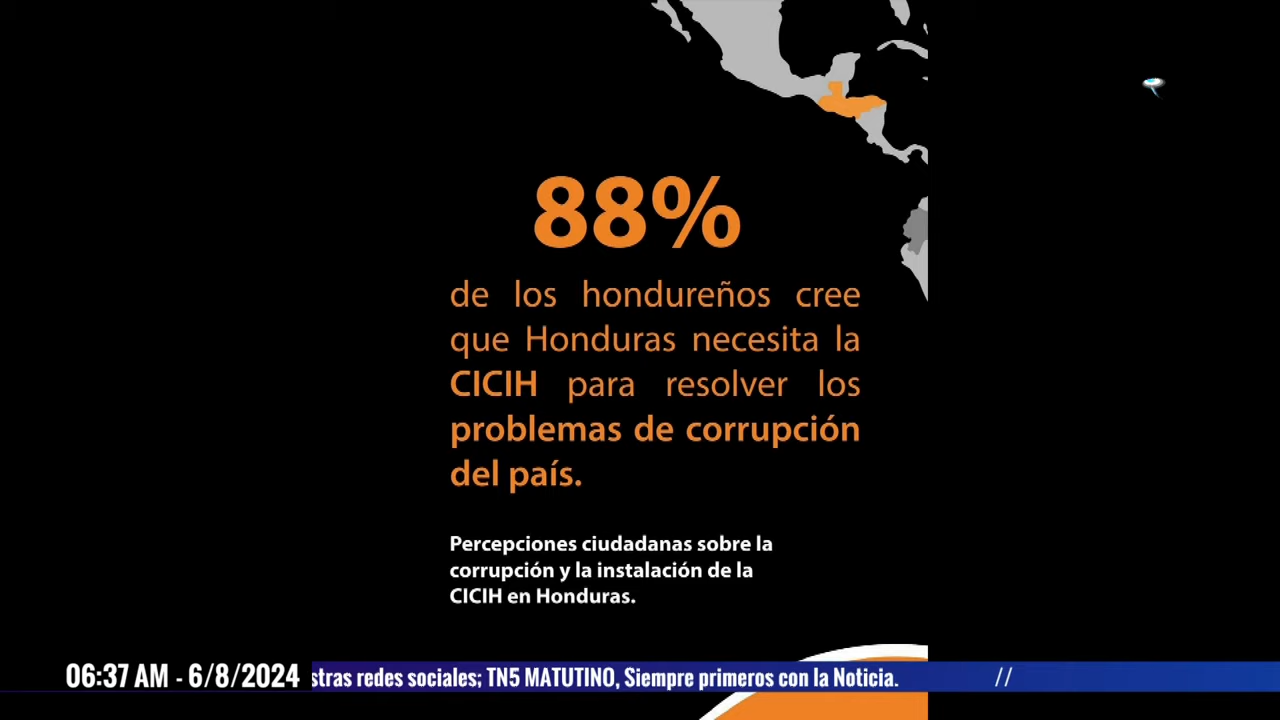 88%
de los hondureños cree
que Honduras necesita la
CICIH para resolver los
problemas de corrupción
del país.
Percepciones ciudadanas sobre la
corrupción y la instalación de la
CICIH en Honduras.
06:37 AM - 6/8/2024
stras redes sociales; TN5 MATUTINO, Siempre primeros con la Noticia. //